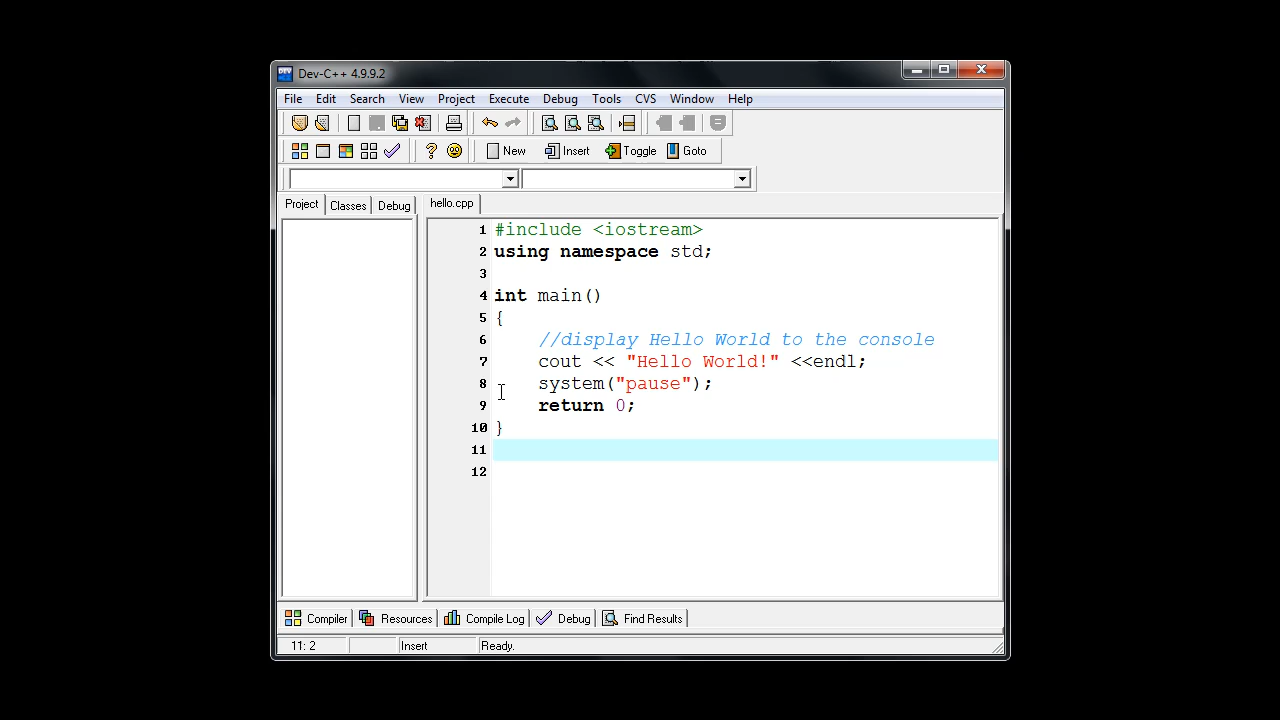 Dev-C++ 4.9.9.2
File Edit Search View Project Execute Debug Tools CVS Window Help
New Insert Toggle Goto
Project Classes Debug hello.cpp
1 #include <iostream>
2 using namespace std;
3
4 int main()
5 {
6 //display Hello World to the console
7 cout << "Hello World!" <<endl;
8 system("pause");
9 return 0;
10 }
11
12
Compiler Resources Compile Log Debug Find Results
11: 2 Insert Ready.